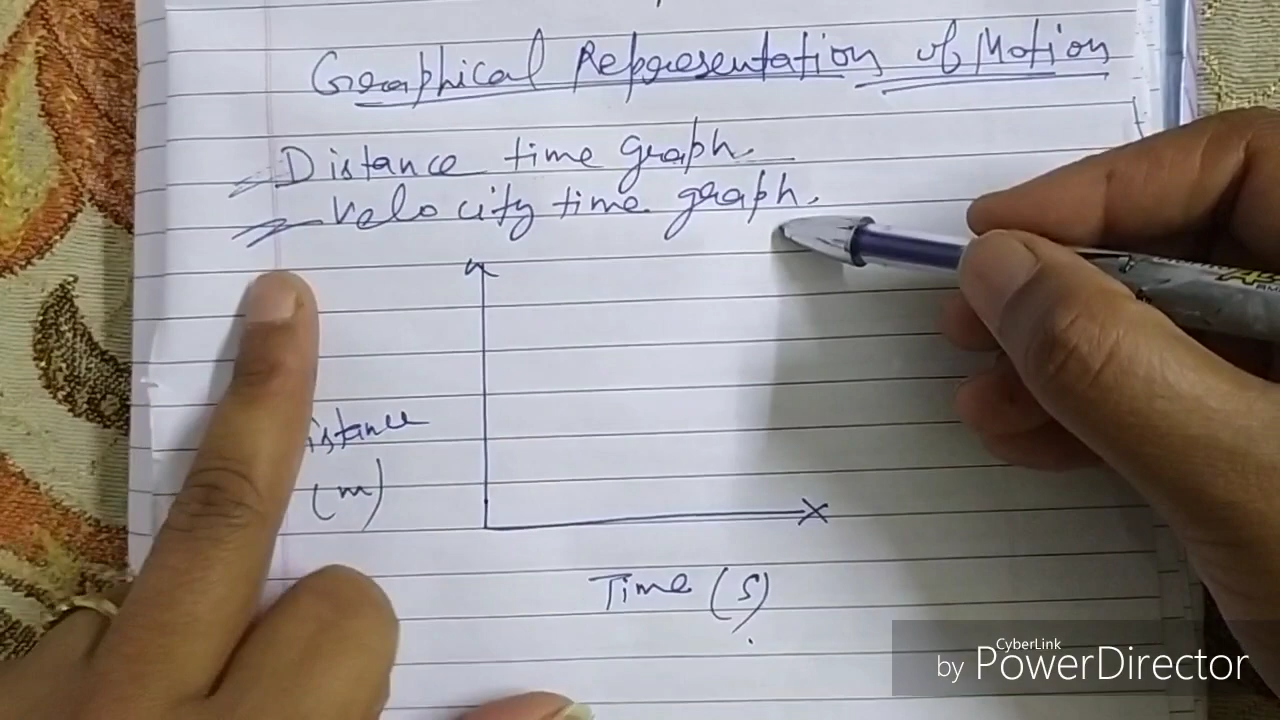 Graphical Representation of Motion
Distance time graph.
Velocity time graph.
istance
(m)
Time (s)
CyberLink
by PowerDirector